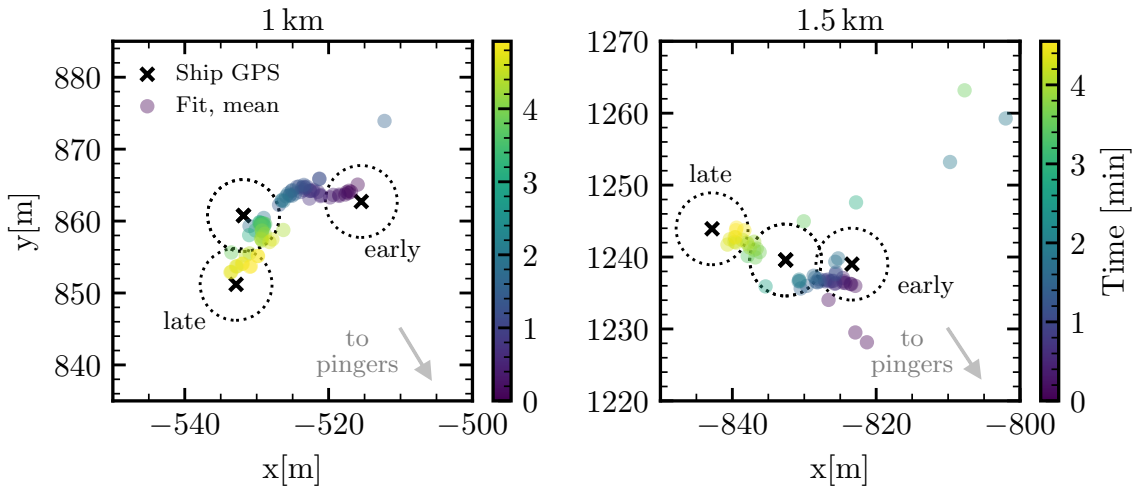 1 km
880
870
860
850
840
y[m]
Ship GPS
Fit, mean
early
late
to
pingers
−540
−520
−500
x[m]
4
3
2
1
0
1.5 km
1270
1260
1250
1240
1230
1220
late
early
to
pingers
−840
−820
−800
x[m]
4
3
2
1
0
Time [min]